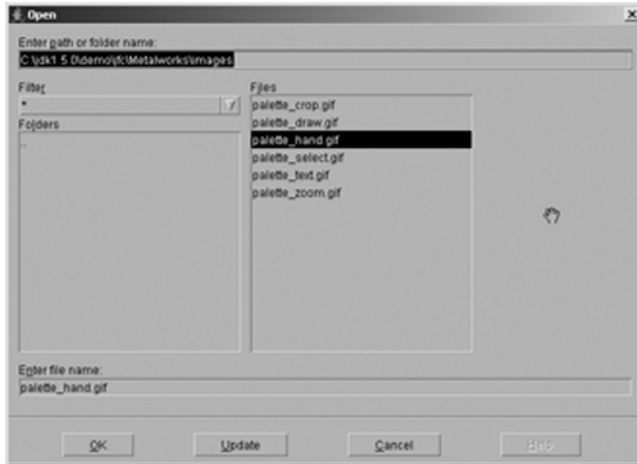 Open
Enter path or folder name:
C:\jdk1.5.0\demo\jfc\Metalworks\images
Filter
*
Folders
..
Files
palette_crop.gif
palette_draw.gif
palette_hand.gif
palette_select.gif
palette_text.gif
palette_zoom.gif
Enter file name:
palette_hand.gif
OK
Update
Cancel
Help